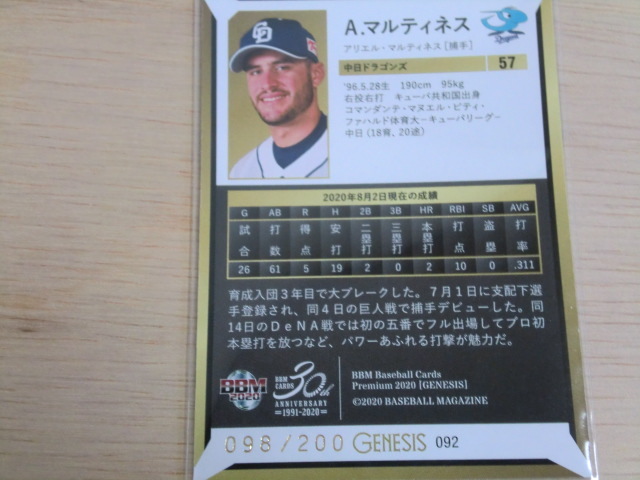 A.マルティネス
アリエル・マルティネス[捕手]
Dragons
CD
中日ドラゴンズ 57
'96.5.28生 190cm 95kg
右投右打 キューバ共和国出身
コマンダンテ・マヌエル・ピティ・
ファハルド体育大–キューバリーグ–
中日(18育、20途)
2020年8月2日現在の成績
G AB R H 2B 3B HR RBI SB AVG
試合 打数 得点 安打 二塁打 三塁打 本塁打 打点 盗塁 打率
26 61 5 19 2 0 2 10 0 .311
育成入団3年目で大ブレークした。7月1日に支配下選
手登録され、同4日の巨人戦で捕手デビューした。同
14日のDeNA戦では初の五番でフル出場してプロ初
本塁打を放つなど、パワーあふれる打撃が魅力だ。
BBM
2020
BBM
CARDS
30th
ANNIVERSARY
–1991-2020–
BBM Baseball Cards
Premium 2020 [GENESIS]
©2020 BASEBALL MAGAZINE
098/200 GENESIS 092